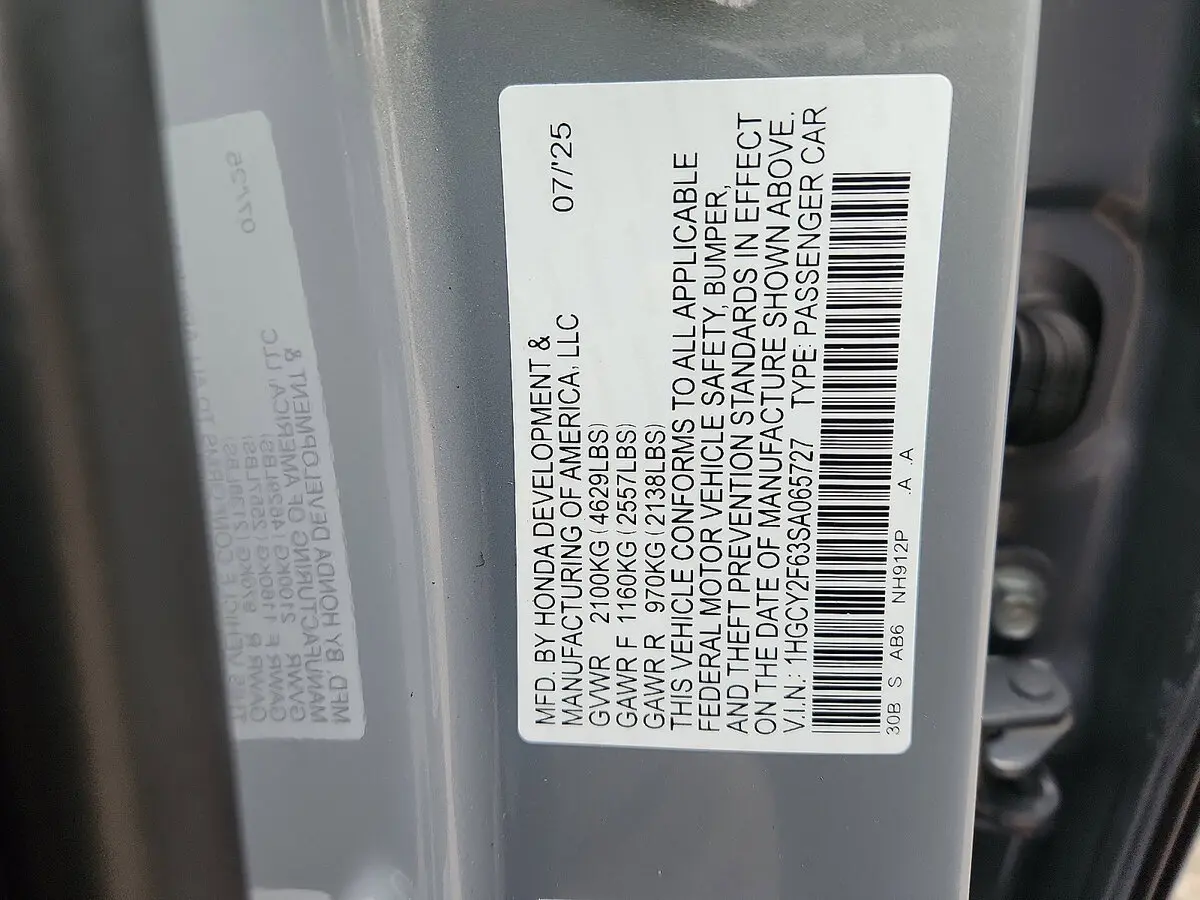 MFD. BY HONDA DEVELOPMENT & 
MANUFACTURING OF AMERICA, LLC 07/'25
GVWR 2100KG (4629LBS)
GAWR F 1160KG (2557LBS)
GAWR R 970KG (2138LBS)
THIS VEHICLE CONFORMS TO ALL APPLICABLE
FEDERAL MOTOR VEHICLE SAFETY, BUMPER,
AND THEFT PREVENTION STANDARDS IN EFFECT
ON THE DATE OF MANUFACTURE SHOWN ABOVE.
V.I.N.: 1HGCY2F63SA065727 TYPE: PASSENGER CAR
30B S AB6 NH912P .A .A